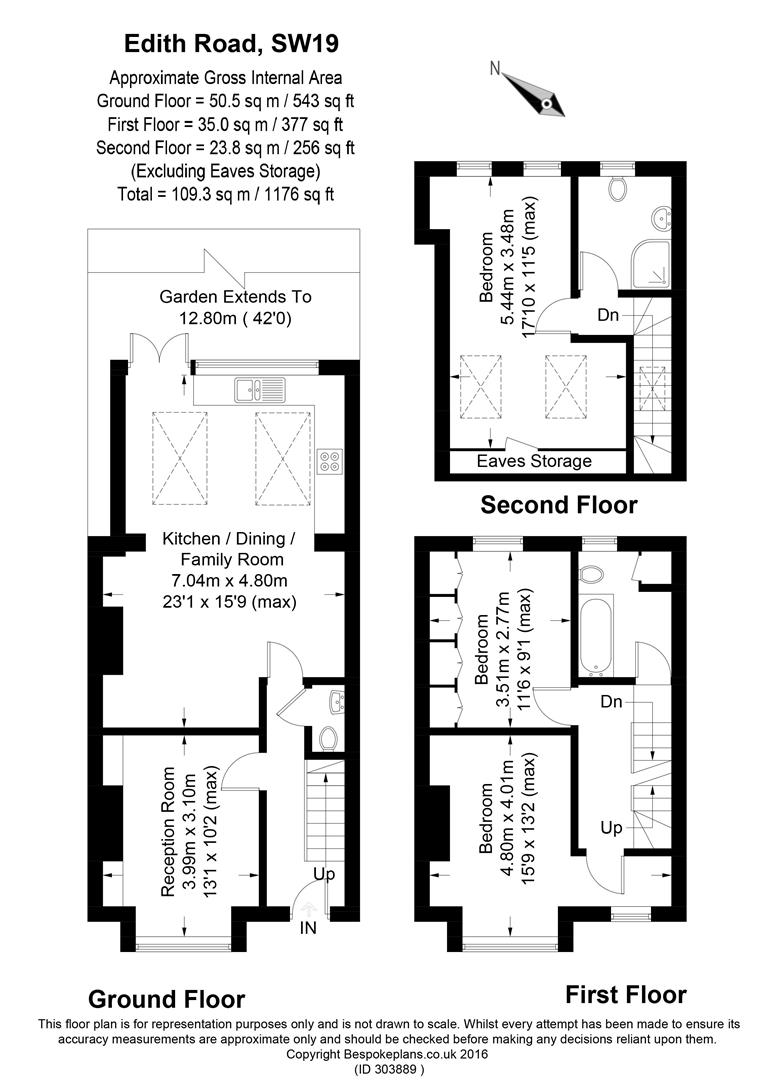 Edith Road, SW19
Approximate Gross Internal Area
Ground Floor = 50.5 sq m / 543 sq ft
First Floor = 35.0 sq m / 377 sq ft
Second Floor = 23.8 sq m / 256 sq ft
(Excluding Eaves Storage)
Total = 109.3 sq m / 1176 sq ft
N
Garden Extends To
12.80m ( 42'0)
Kitchen / Dining /
Family Room
7.04m x 4.80m
23'1 x 15'9 (max)
Reception Room
3.99m x 3.10m
13'1 x 10'2 (max)
Up
IN
Ground Floor
Bedroom
5.44m x 3.48m
17'10 x 11'5 (max)
Dn
Eaves Storage
Second Floor
Bedroom
3.51m x 2.77m
11'6 x 9'1 (max)
Dn
Up
Bedroom
4.80m x 4.01m
15'9 x 13'2 (max)
First Floor
This floor plan is for representation purposes only and is not drawn to scale. Whilst every attempt has been made to ensure its
accuracy measurements are approximate only and should be checked before making any decisions reliant upon them.
Copyright Bespokeplans.co.uk 2016
(ID 303889 )